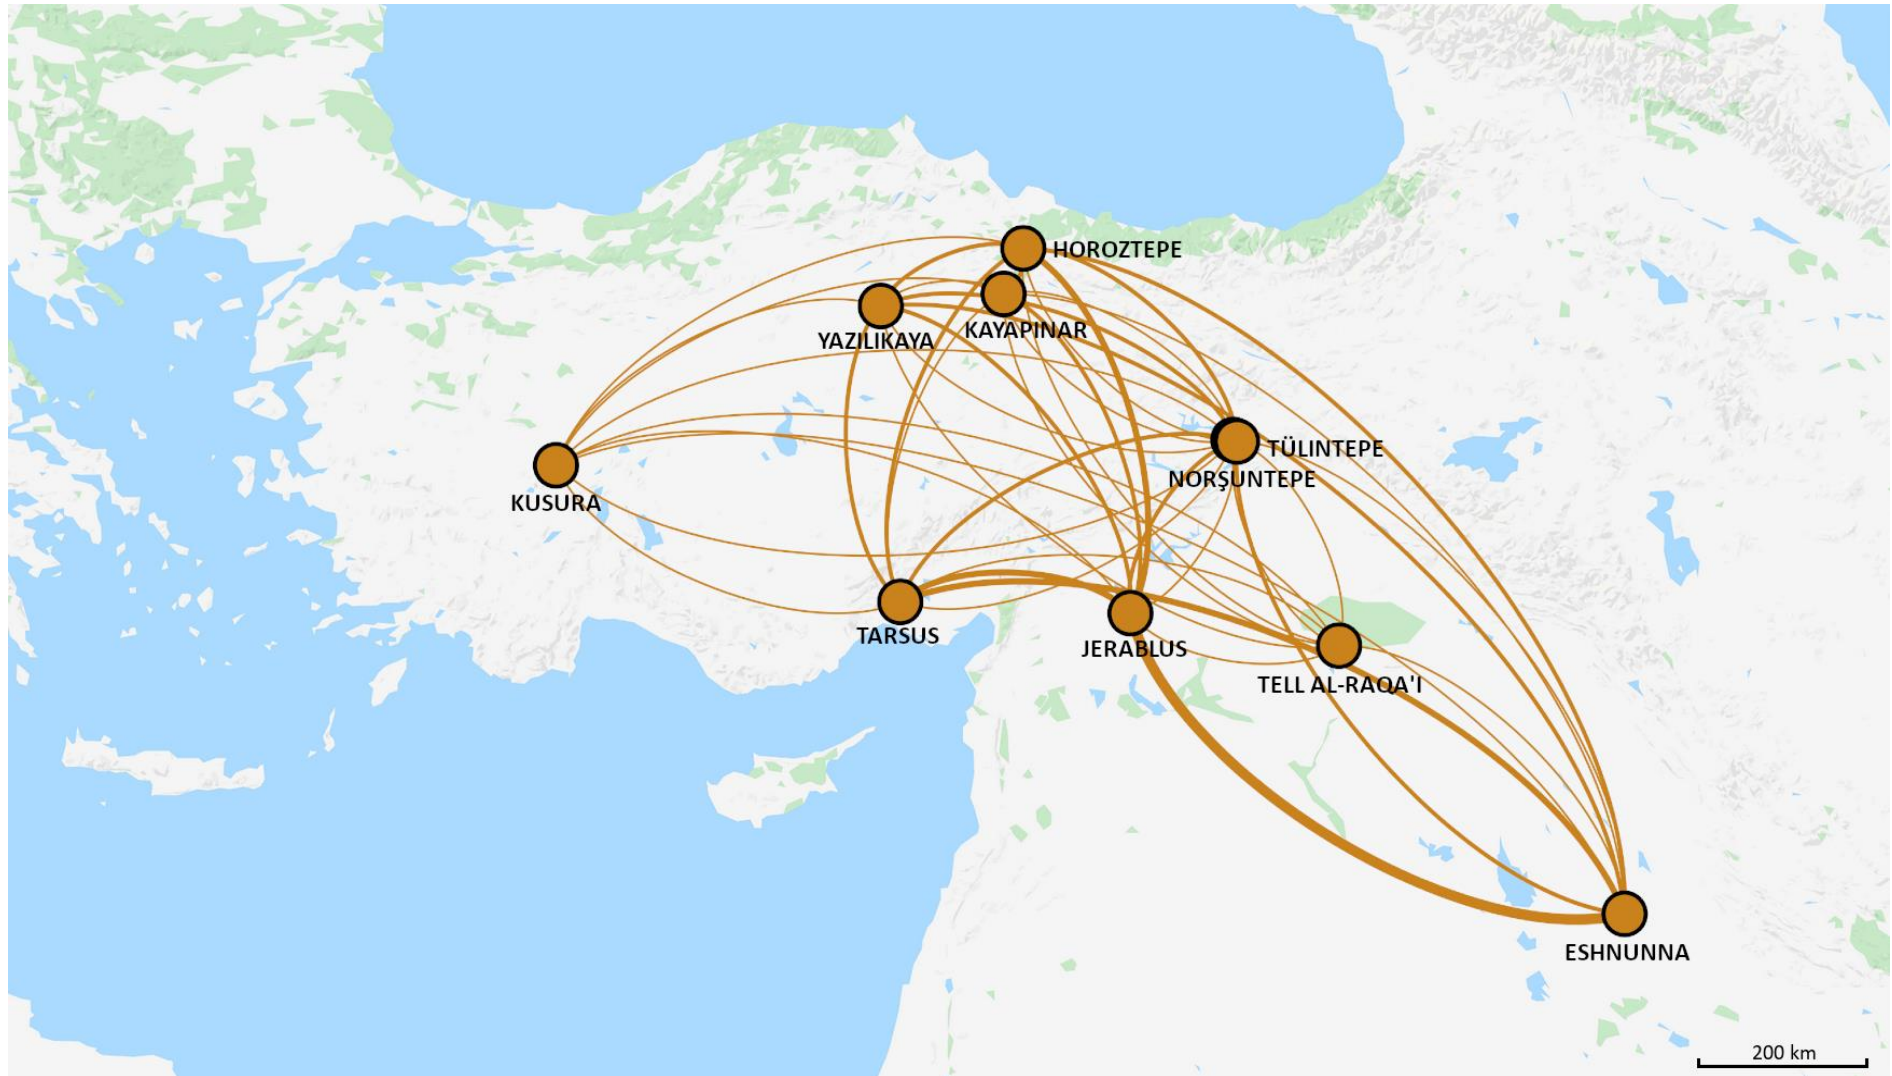 HOROZTEPE
KAYAPINAR
YAZILIKAYA
TÜLINTEPE
NORŞUNTEPE
KUSURA
TARSUS
JERABLUS
TELL AL-RAQA'I
ESHNUNNA
200 km